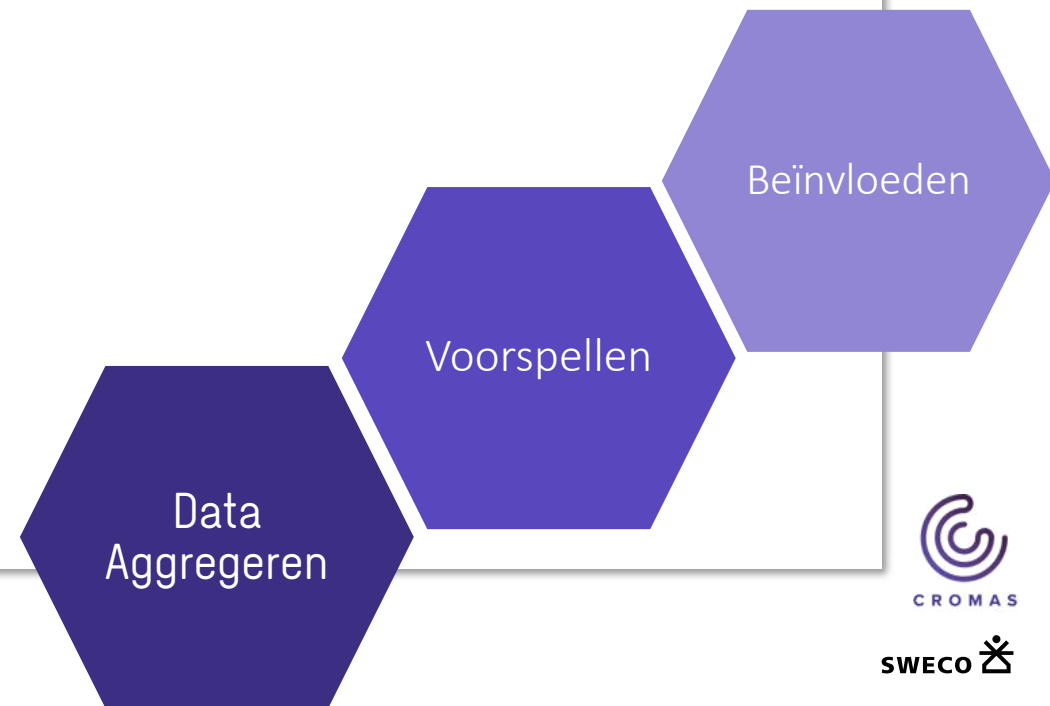 Beïnvloeden
Voorspellen
Data
Aggregeren
CROMAS
SWECO